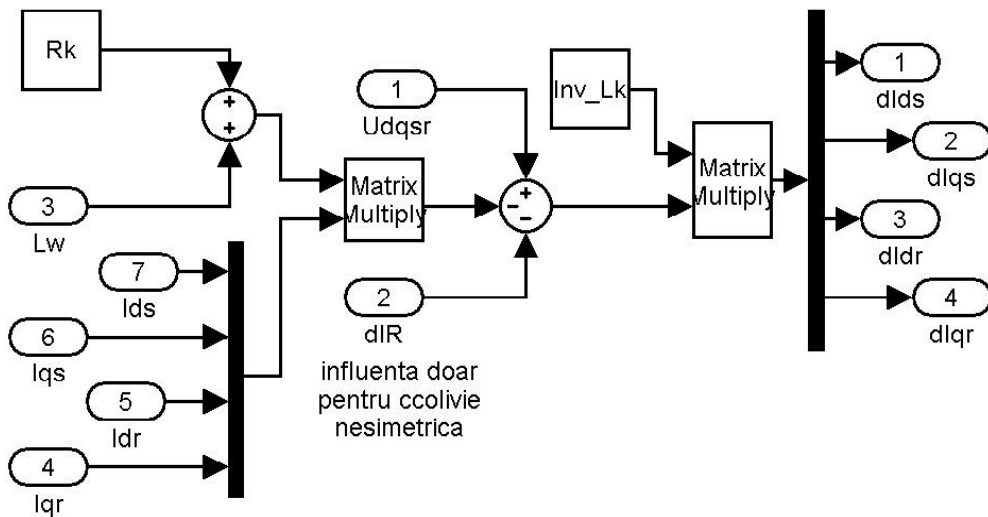 Rk
+
+
3
Lw
7
Ids
6
Iqs
5
Idr
4
Iqr
Matrix
Multiply
1
Udqsr
+
−
−
2
dIR
influenta doar
pentru ccolivie
nesimetrica
Inv_Lk
Matrix
Multiply
1
dIds
2
dIqs
3
dIdr
4
dIqr